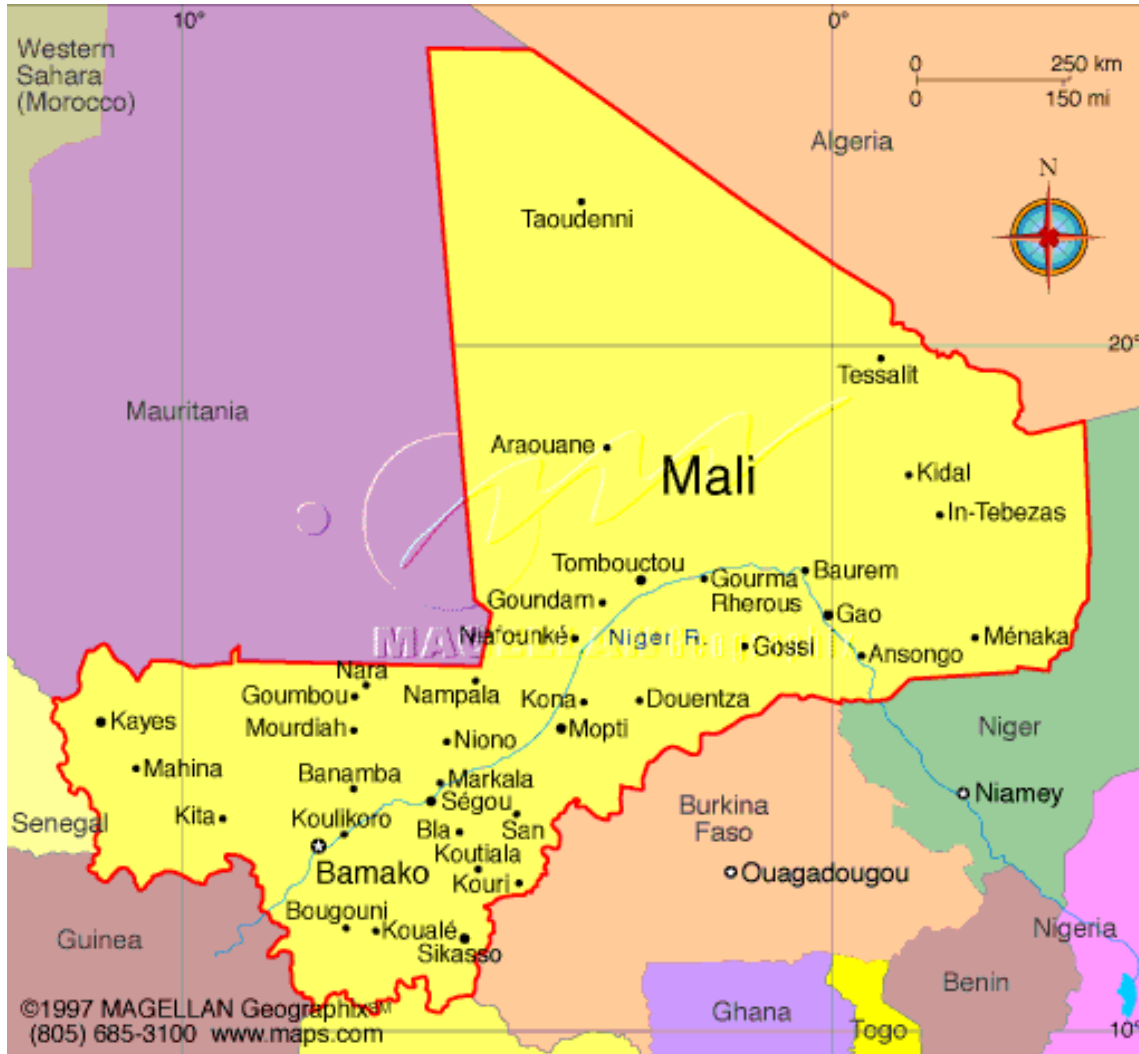 10°
0°
Western
Sahara
(Morocco)
0 250 km
0 150 mi
Algeria
N
Taoudenni
20°
Tessalit
Mauritania
Araouane
Mali
Kidal
In-Tebezas
Tombouctou
Baurem
Gourma
Rherous
Goundam
Gao
Niafounké
Niger R.
Gossi
Ménaka
Ansongo
MAGELLAN Geographix
Nara
Nampala
Goumbou
Kona
Douentza
Kayes
Mourdiah
Niono
Mopti
Niger
Mahina
Banamba
Markala
Ségou
Niamey
Senegal
Kita
Koulikoro
Bla
San
Burkina
Faso
Bamako
Koutiala
Kouri
Ouagadougou
Bougouni
Koualé
Sikasso
Guinea
Nigeria
Benin
Ghana
Togo
10°
©1997 MAGELLAN Geographix℠
(805) 685-3100 www.maps.com